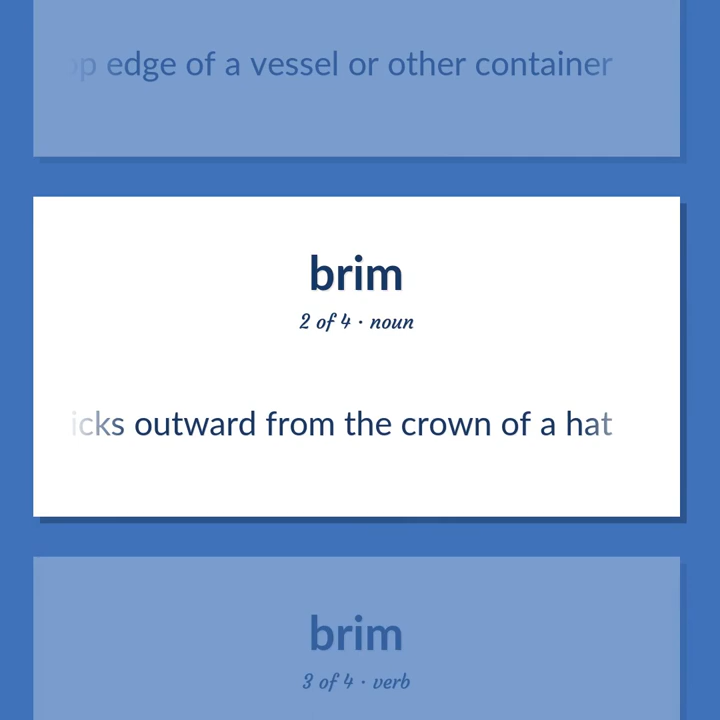 edge of a vessel or other container
brim
2 of 4 · noun
outward from the crown of a hat
brim
3 of 4 · verb